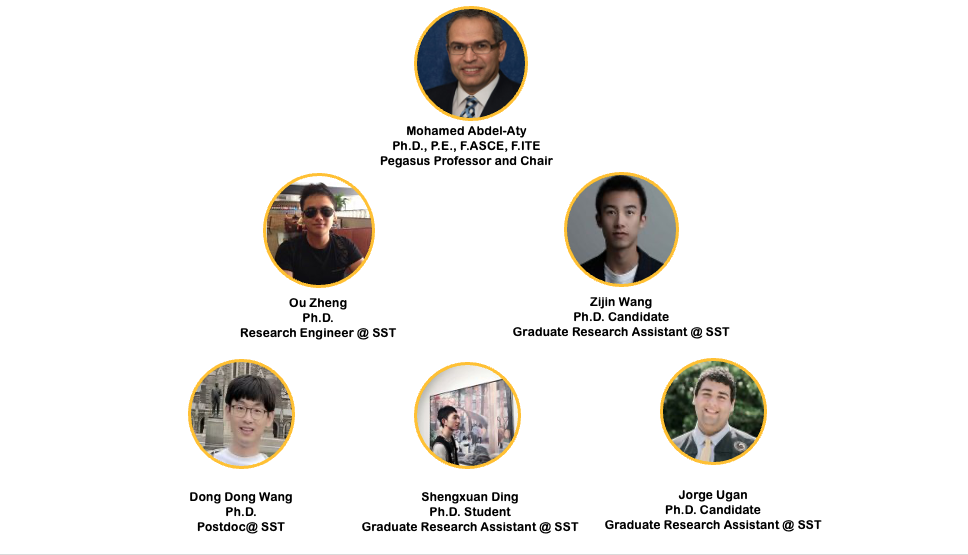 Mohamed Abdel-Aty
Ph.D., P.E., F.ASCE, F.ITE
Pegasus Professor and Chair
Ou Zheng
Ph.D.
Research Engineer @ SST
Zijin Wang
Ph.D. Candidate
Graduate Research Assistant @ SST
Dong Dong Wang
Ph.D.
Postdoc@ SST
Shengxuan Ding
Ph.D. Student
Graduate Research Assistant @ SST
Jorge Ugan
Ph.D. Candidate
Graduate Research Assistant @ SST